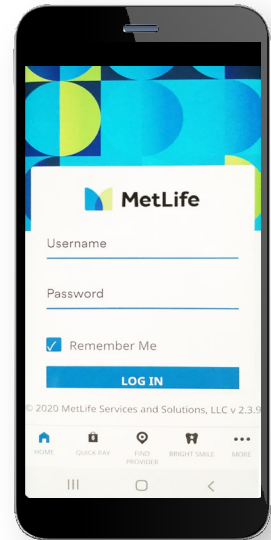 MetLife
Username
Password
Remember Me
LOG IN
© 2020 MetLife Services and Solutions, LLC v 2.3.9
HOME
QUICK PAY
FIND
PROVIDER
BRIGHT SMILE
MORE